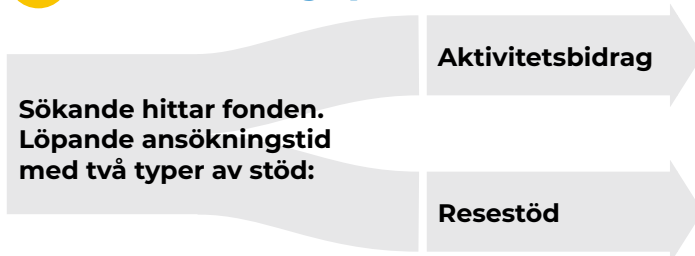 Aktivitetsbidrag
Sökande hittar fonden.
Löpande ansökningstid
med två typer av stöd:
Resestöd